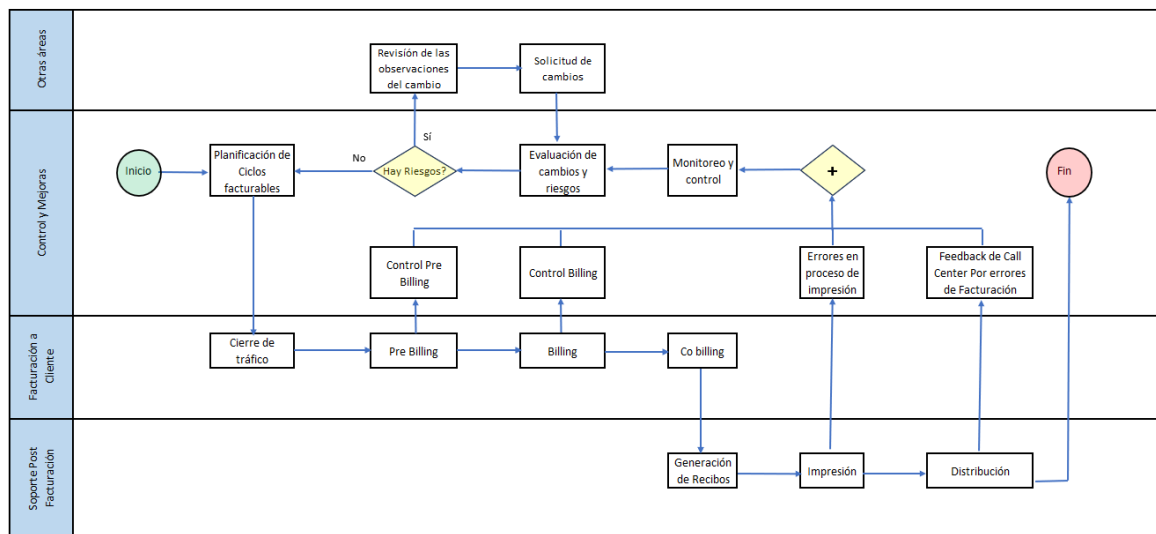 Otras áreas
Revisión de las
observaciones
del cambio
Solicitud de
cambios
Control y Mejoras
Inicio
Planificación de
Ciclos
facturables
No
Sí
Hay Riesgos?
Evaluación de
cambios y
riesgos
Monitoreo y
control
+
Fin
Control Pre
Billing
Control Billing
Errores en
proceso de
impresión
Feedback de Call
Center Por errores
de Facturación
Facturación a
Cliente
Cierre de
tráfico
Pre Billing
Billing
Co billing
Soporte Post
Facturación
Generación
de Recibos
Impresión
Distribución